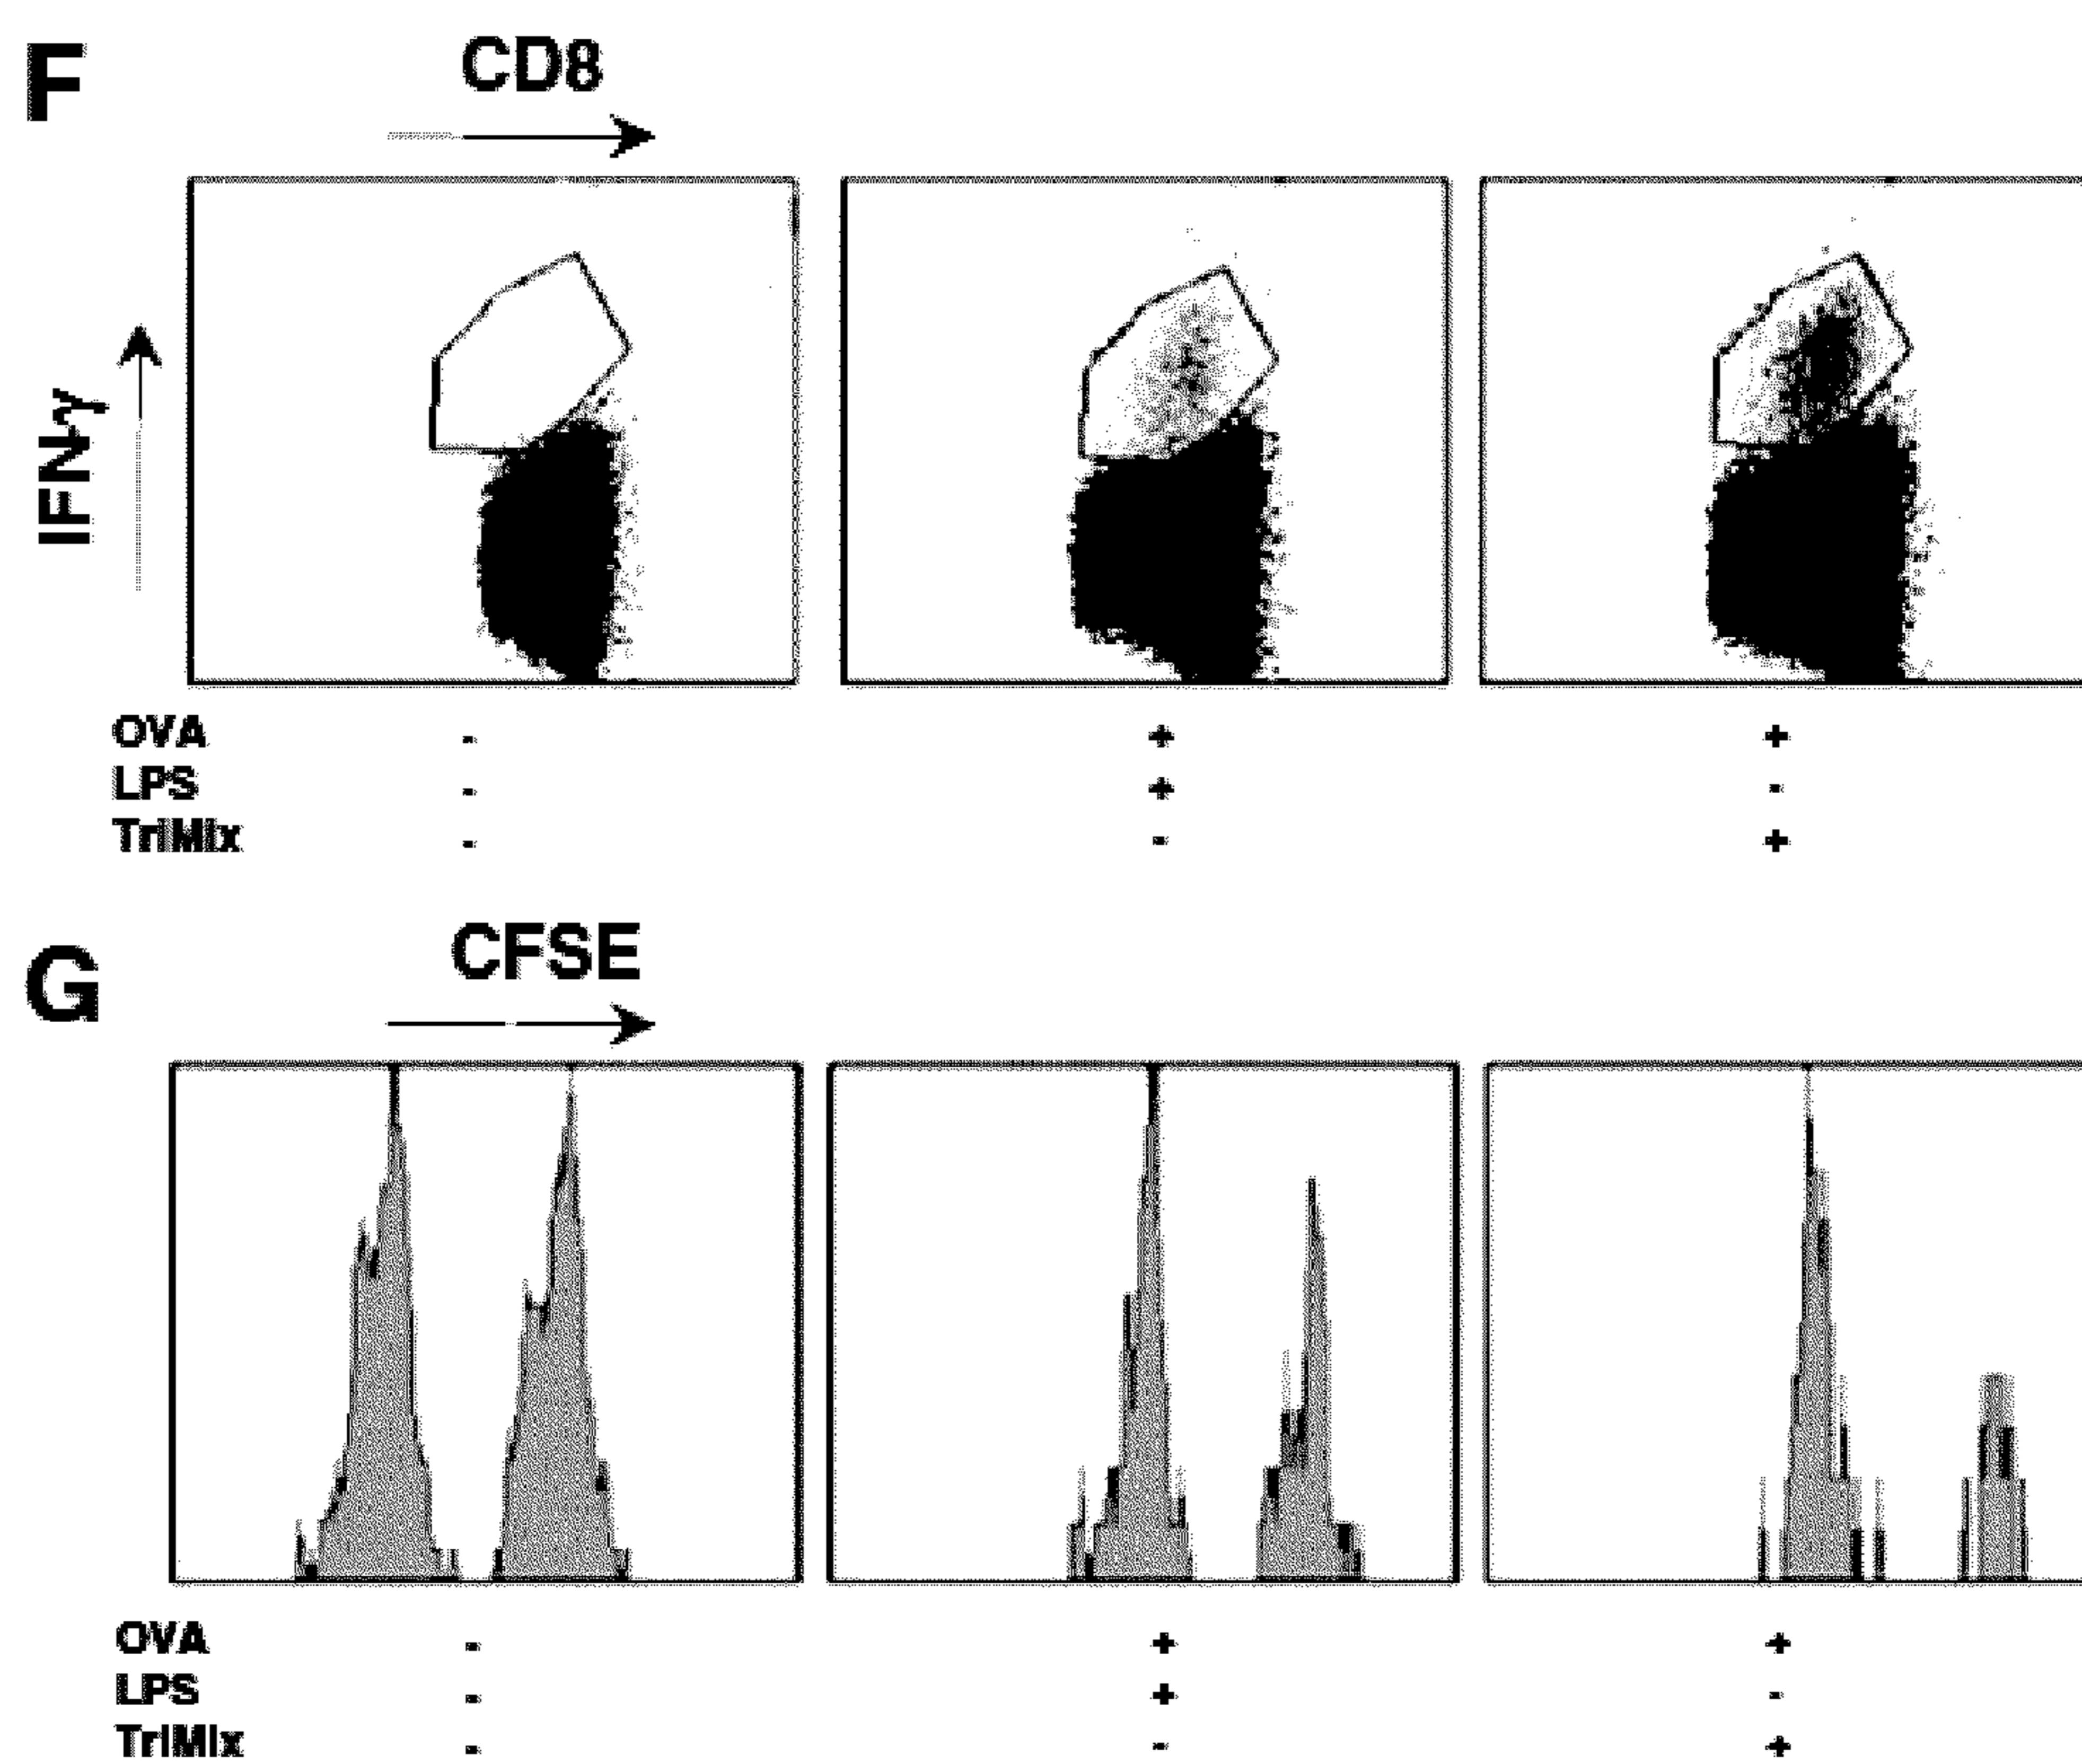 F
CD8
IFNγ
OVA - + +
LPS - + -
TriMix - - +
G
CFSE
OVA - + +
LPS - + -
TriMix - - +